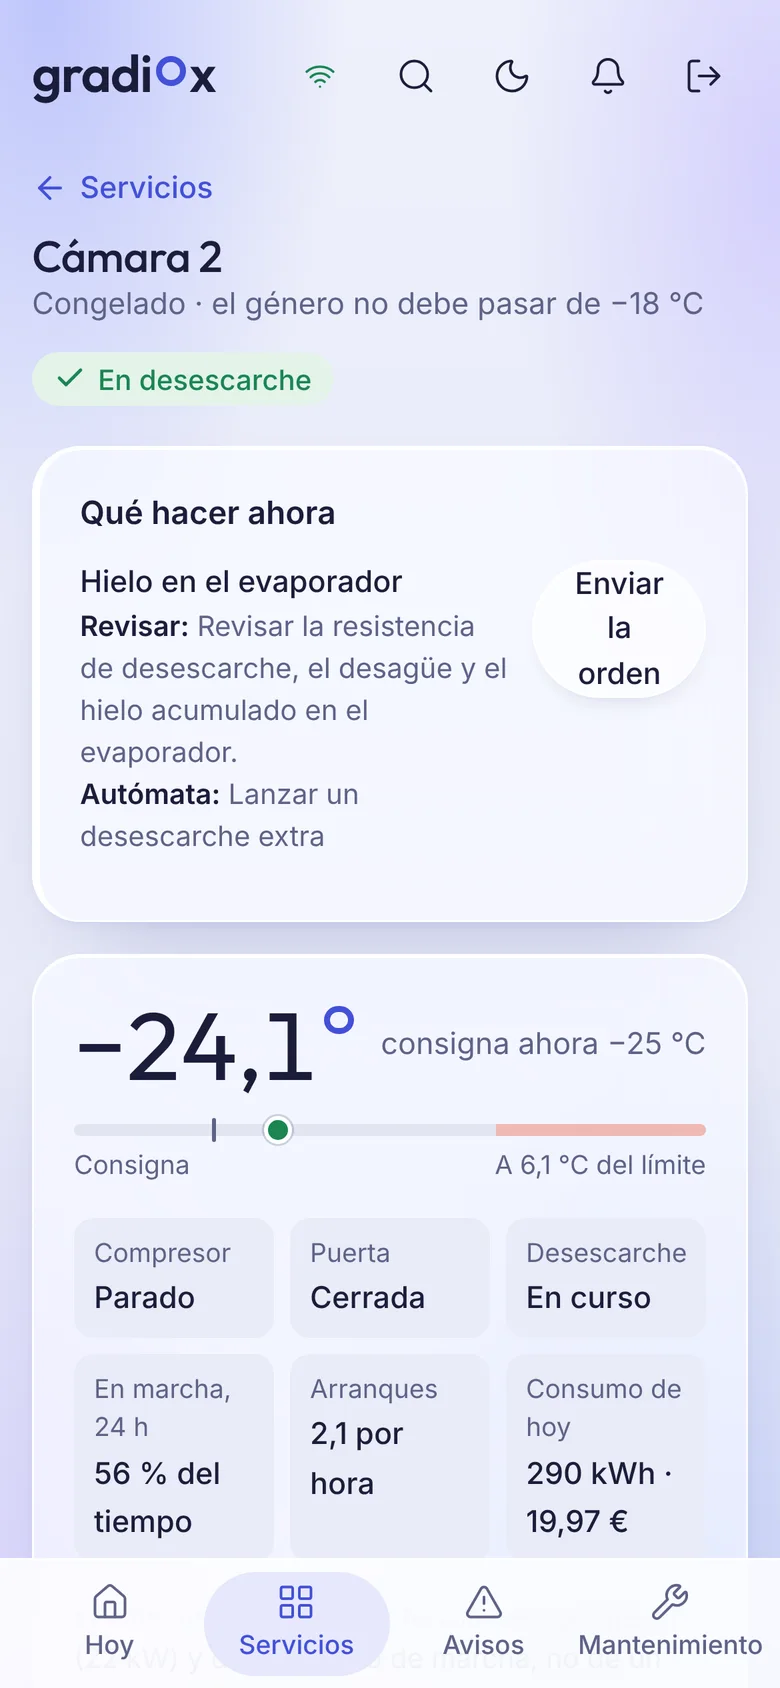 gradiox
← Servicios
Cámara 2
Congelado · el género no debe pasar de −18 °C
En desescarche
Qué hacer ahora
Hielo en el evaporador
Revisar: Revisar la resistencia
de desescarche, el desagüe y el
hielo acumulado en el
evaporador.
Autómata: Lanzar un
desescarche extra
Enviar
la
orden
−24,1°
consigna ahora −25 °C
Consigna
A 6,1 °C del límite
Compresor
Parado
Puerta
Cerrada
Desescarche
En curso
En marcha,
24 h
56 % del
tiempo
Arranques
2,1 por
hora
Consumo de
hoy
290 kWh ·
19,97 €
Hoy
Servicios
Avisos
Mantenimiento